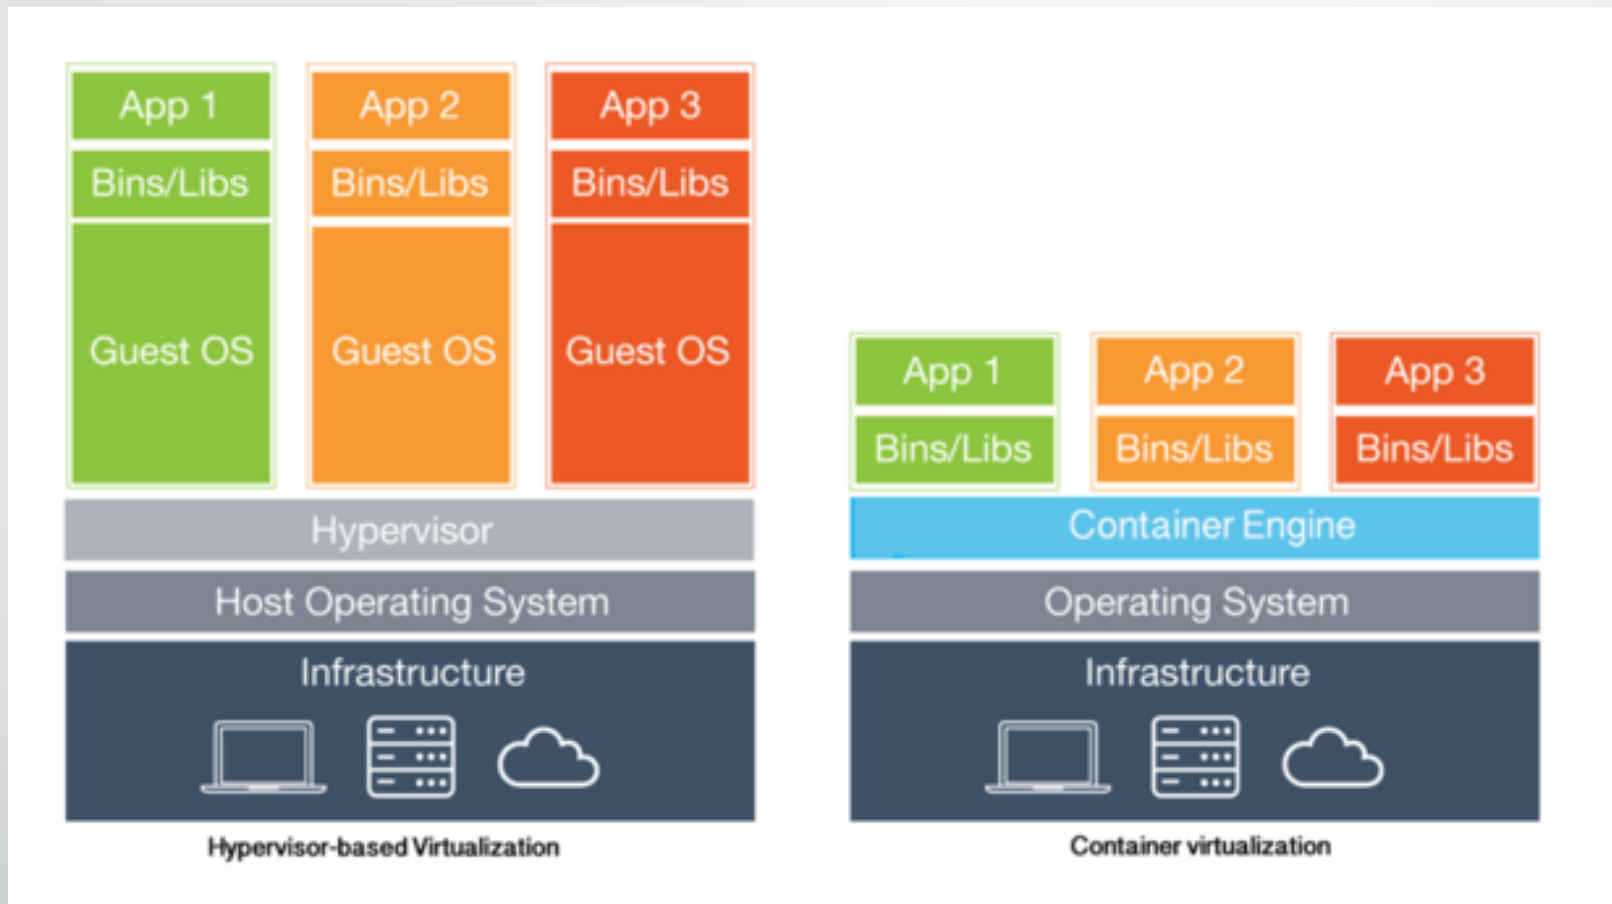 App 1
App 2
App 3
Bins/Libs
Bins/Libs
Bins/Libs
Guest OS
Guest OS
Guest OS
Hypervisor
Host Operating System
Infrastructure
Hypervisor-based Virtualization
App 1
App 2
App 3
Bins/Libs
Bins/Libs
Bins/Libs
Container Engine
Operating System
Infrastructure
Container virtualization